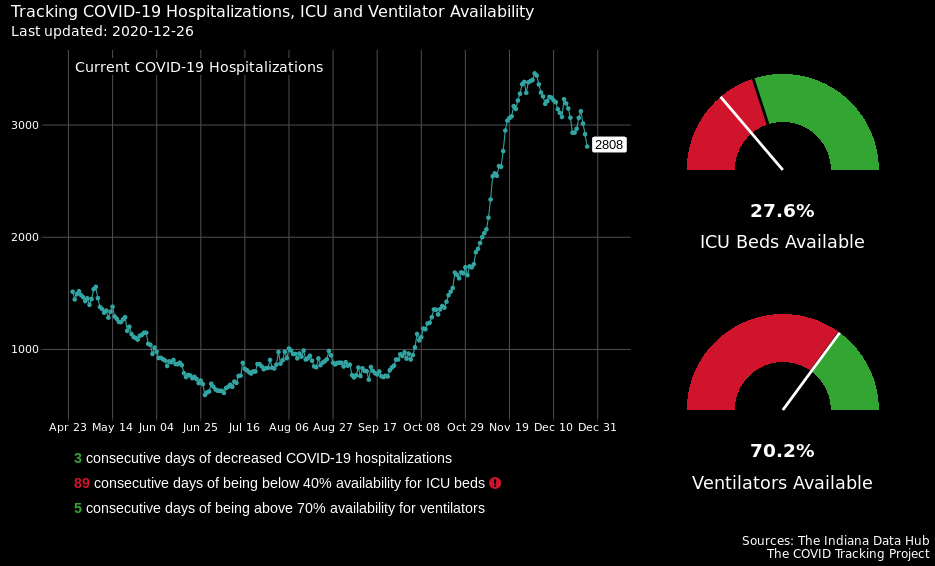 Tracking COVID-19 Hospitalizations, ICU and Ventilator Availability
Last updated: 2020-12-26
Current COVID-19 Hospitalizations
3000
2000
1000
2808
Apr 23 May 14 Jun 04 Jun 25 Jul 16 Aug 06 Aug 27 Sep 17 Oct 08 Oct 29 Nov 19 Dec 10 Dec 31
27.6%
ICU Beds Available
70.2%
Ventilators Available
3 consecutive days of decreased COVID-19 hospitalizations
89 consecutive days of being below 40% availability for ICU beds
5 consecutive days of being above 70% availability for ventilators
Sources: The Indiana Data Hub
The COVID Tracking Project